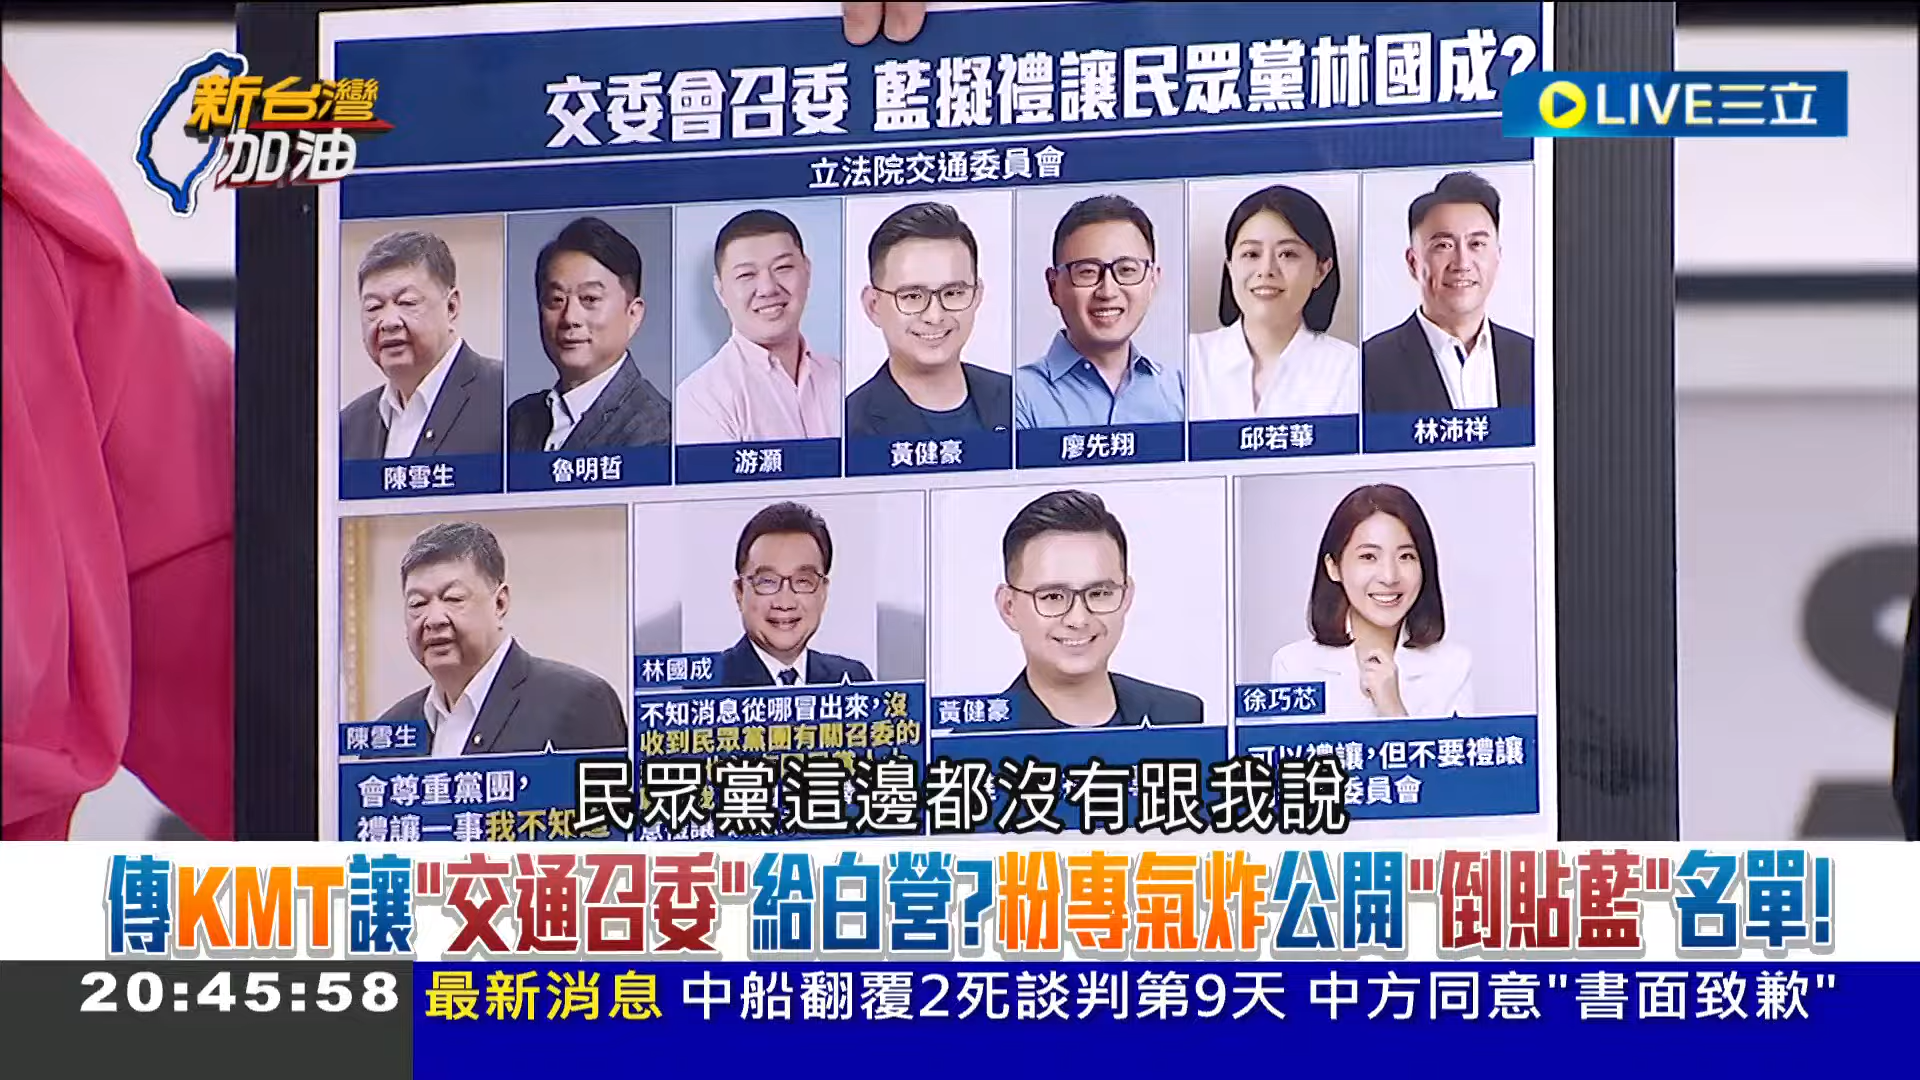 交委會召委 藍擬禮讓民眾黨林國成?
新台灣
加油
LIVE三立
立法院交通委員會
陳雪生
魯明哲
游顥
黃健豪
廖先翔
邱若華
林沛祥
林國成
不知消息從哪冒出來,沒
收到民眾黨團有關召委的
陳雪生
會尊重黨團,
禮讓一事我不知道
黃健豪
徐巧芯
可以禮讓,但不要禮讓
委員會
民眾黨這邊都沒有跟我說
傳KMT讓"交通召委"給白營?粉專氣炸公開"倒貼藍"名單!
20:45:58
最新消息 中船翻覆2死談判第9天 中方同意"書面致歉"